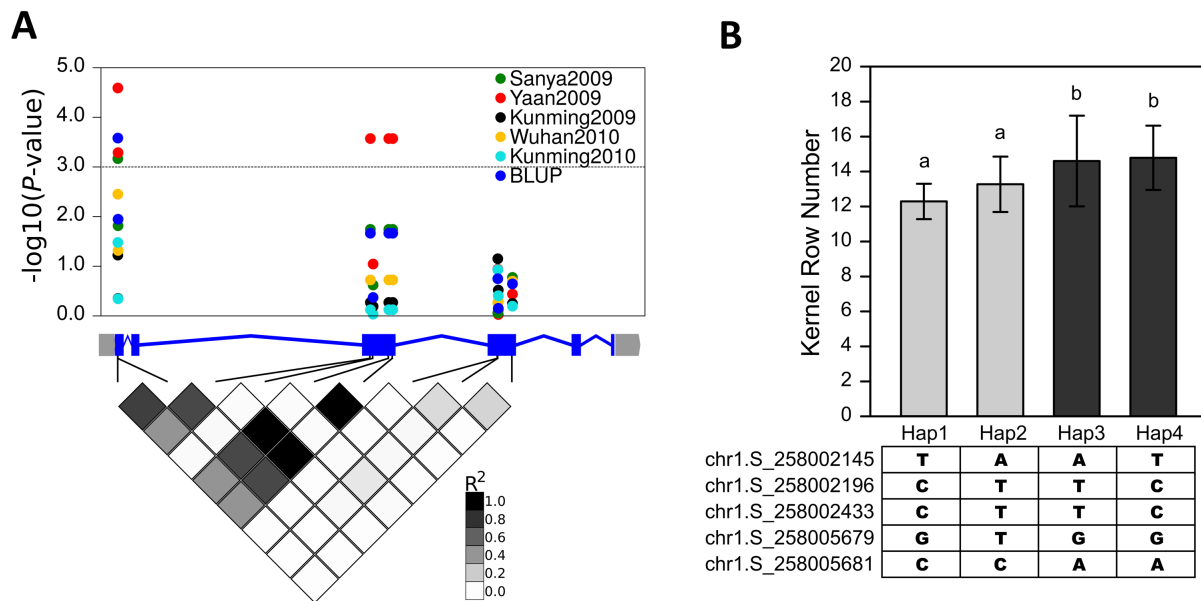 A
B
-log10(P-value)
5.0
4.0
3.0
2.0
1.0
0.0
Sanya2009
Yaan2009
Kunming2009
Wuhan2010
Kunming2010
BLUP
R²
1.0
0.8
0.6
0.4
0.2
0.0
Kernel Row Number
20
18
16
14
12
10
8
6
4
2
0
a
a
b
b
Hap1 Hap2 Hap3 Hap4
chr1.S_258002145 T A A T
chr1.S_258002196 C T T C
chr1.S_258002433 C T T C
chr1.S_258005679 G T G G
chr1.S_258005681 C C A A